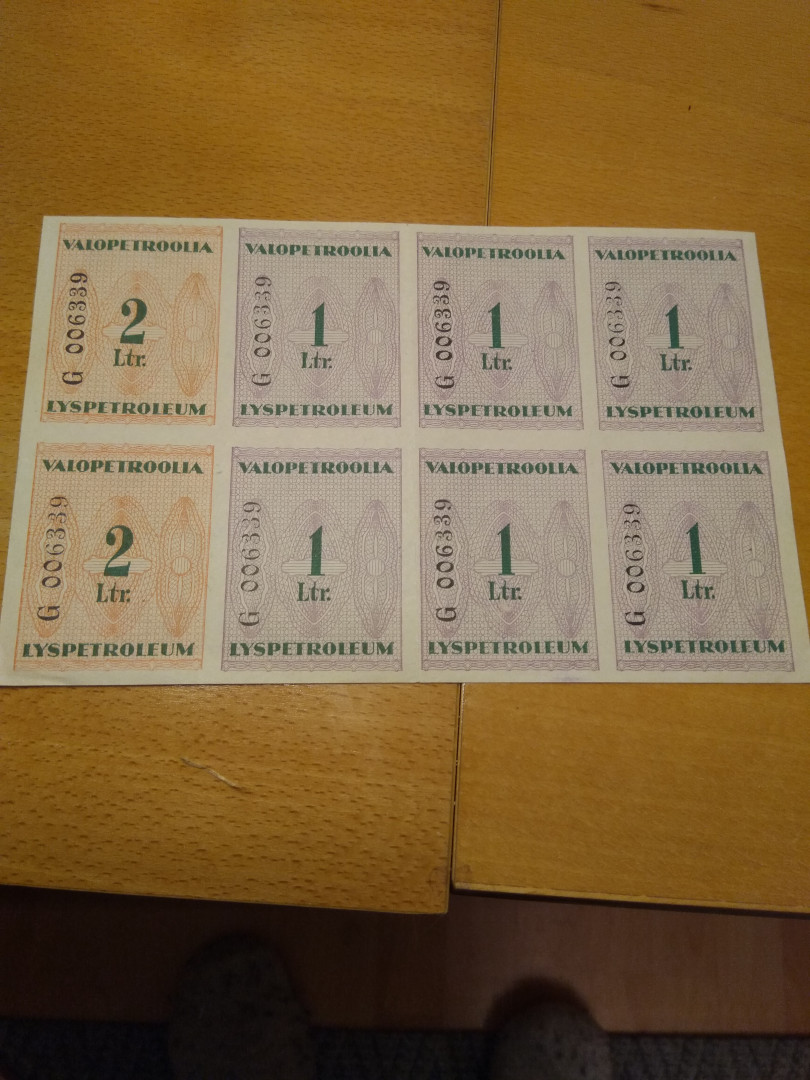 VALOPETROOLIA
G 006339
2
Ltr.
LYSPETROLEUM
VALOPETROOLIA
G 006339
1
Ltr.
LYSPETROLEUM
VALOPETROOLIA
G 006339
1
Ltr.
LYSPETROLEUM
VALOPETROOLIA
G 006339
1
Ltr.
LYSPETROLEUM
VALOPETROOLIA
G 006339
2
Ltr.
LYSPETROLEUM
VALOPETROOLIA
G 006339
1
Ltr.
LYSPETROLEUM
VALOPETROOLIA
G 006339
1
Ltr.
LYSPETROLEUM
VALOPETROOLIA
G 006339
1
Ltr.
LYSPETROLEUM